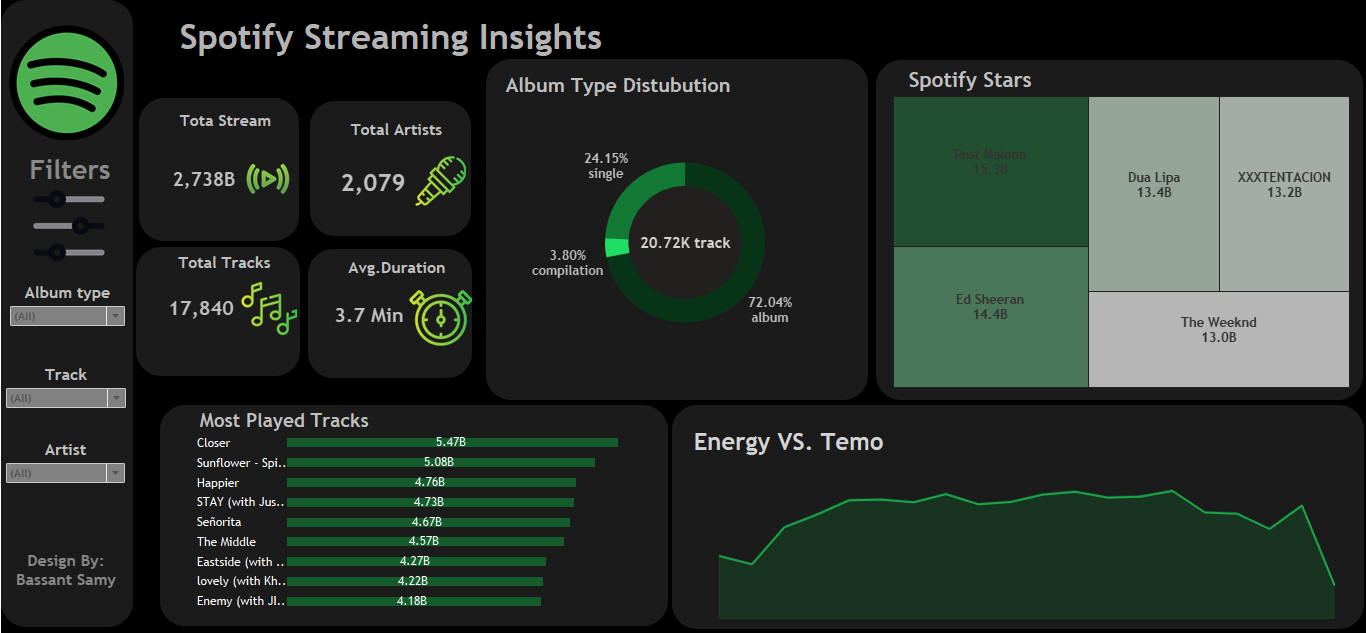 Spotify Streaming Insights
Filters
Album type
(All)
Track
(All)
Artist
(All)
Design By:
Bassant Samy
Tota Stream
2,738B
Total Artists
2,079
Total Tracks
17,840
Avg.Duration
3.7 Min
Album Type Distubution
24.15%
single
3.80%
compilation
20.72K track
72.04%
album
Spotify Stars
Post Malone
15.3B
Ed Sheeran
14.4B
Dua Lipa
13.4B
XXXTENTACION
13.2B
The Weeknd
13.0B
Most Played Tracks
Closer 5.47B
Sunflower - Spi.. 5.08B
Happier 4.76B
STAY (with Jus.. 4.73B
Señorita 4.67B
The Middle 4.57B
Eastside (with .. 4.27B
lovely (with Kh.. 4.22B
Enemy (with JI.. 4.18B
Energy VS. Temo